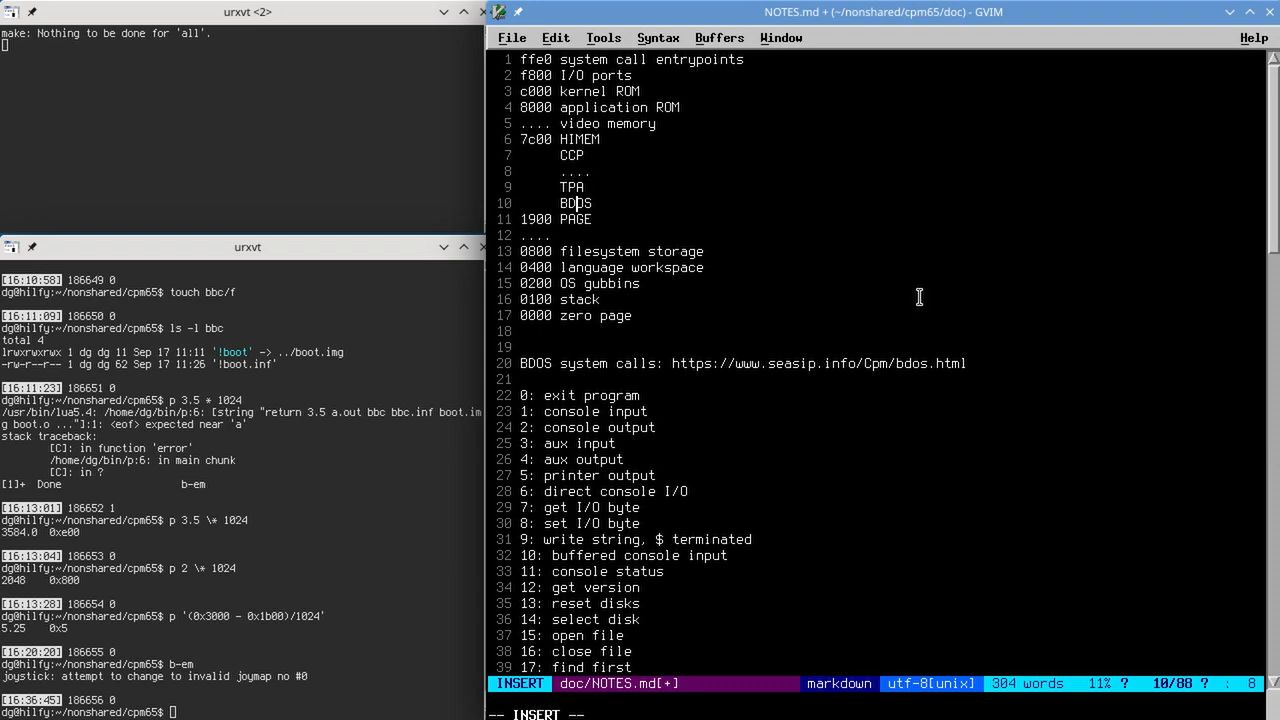 urxvt <2>
make: Nothing to be done for 'all'.
urxvt
[16:10:58] 186649 0
dg@hilfy:~/nonshared/cpm65$ touch bbc/f
[16:11:09] 186650 0
dg@hilfy:~/nonshared/cpm65$ ls -l bbc
total 4
lrwxrwxrwx 1 dg dg 11 Sep 17 11:11 '!boot' -> ../boot.img
-rw-r--r-- 1 dg dg 62 Sep 17 11:26 '!boot.inf'
[16:11:23] 186651 0
dg@hilfy:~/nonshared/cpm65$ p 3.5 * 1024
/usr/bin/lua5.4: /home/dg/bin/p:6: [string "return 3.5 a.out bbc bbc.inf boot.im
g boot.o ..."]:1: <eof> expected near 'a'
stack traceback:
[C]: in function 'error'
/home/dg/bin/p:6: in main chunk
[C]: in ?
[1]+  Done                    b-em
[16:13:01] 186652 1
dg@hilfy:~/nonshared/cpm65$ p 3.5 \* 1024
3584.0  0xe00
[16:13:04] 186653 0
dg@hilfy:~/nonshared/cpm65$ p 2 \* 1024
2048    0x800
[16:13:28] 186654 0
dg@hilfy:~/nonshared/cpm65$ p '(0x3000 - 0x1b00)/1024'
5.25    0x5
[16:20:20] 186655 0
dg@hilfy:~/nonshared/cpm65$ b-em
joystick: attempt to change to invalid joymap no #0
[16:36:45] 186656 0
dg@hilfy:~/nonshared/cpm65$
NOTES.md + (~/nonshared/cpm65/doc) - GVIM
File Edit Tools Syntax Buffers Window Help
1 ffe0 system call entrypoints
2 f800 I/O ports
3 c000 kernel ROM
4 8000 application ROM
5 .... video memory
6 7c00 HIMEM
7      CCP
8      ....
9      TPA
10      BDOS
11 1900 PAGE
12 ....
13 0800 filesystem storage
14 0400 language workspace
15 0200 OS gubbins
16 0100 stack
17 0000 zero page
18
19
20 BDOS system calls: https://www.seasip.info/Cpm/bdos.html
21
22 0: exit program
23 1: console input
24 2: console output
25 3: aux input
26 4: aux output
27 5: printer output
28 6: direct console I/O
29 7: get I/O byte
30 8: set I/O byte
31 9: write string, $ terminated
32 10: buffered console input
33 11: console status
34 12: get version
35 13: reset disks
36 14: select disk
37 15: open file
38 16: close file
39 17: find first
INSERT doc/NOTES.md[+] markdown utf-8[unix] 304 words 11% ? 10/88 ? : 8
-- INSERT --